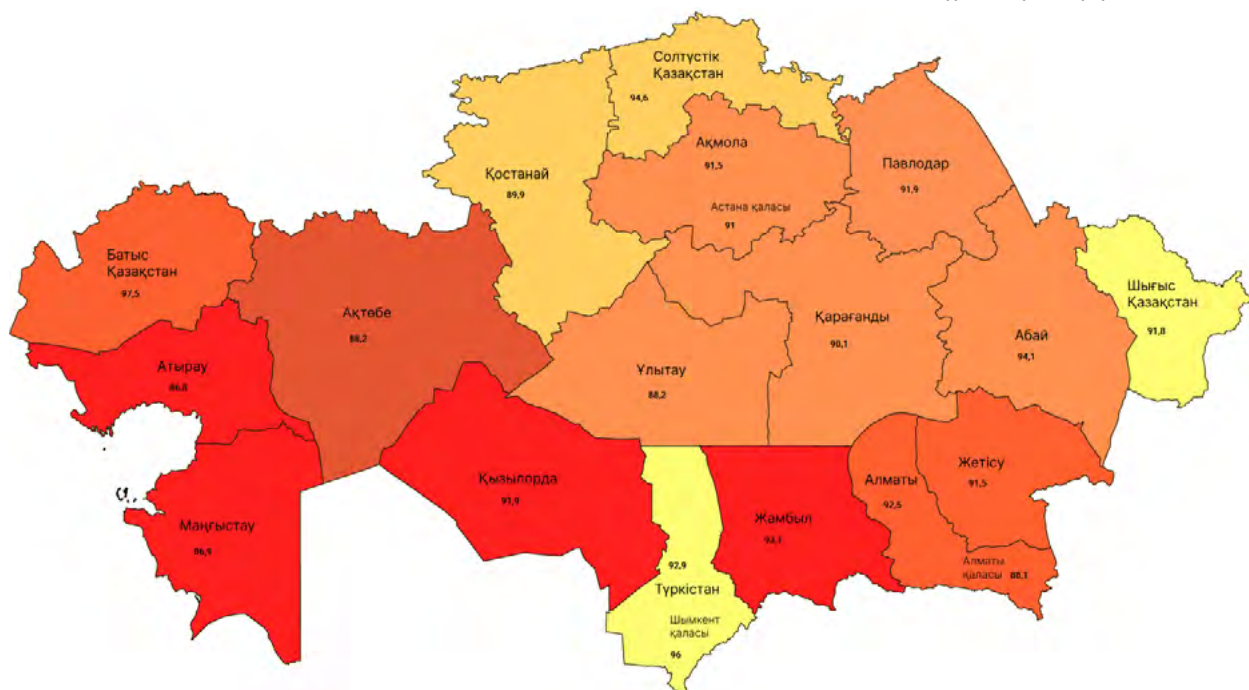 Солтүстік
Қазақстан
94,6
Ақмола
91,5
Павлодар
91,9
Қостанай
89,9
Астана қаласы
91
Батыс
Қазақстан
97,5
Шығыс
Қазақстан
91,8
Ақтөбе
88,2
Қарағанды
90,1
Абай
94,1
Атырау
86,8
Ұлытау
88,2
Жетісу
91,5
Қызылорда
Алматы
92,5
Маңғыстау
86,9
Жамбыл
93,1
Алматы
қаласы 88,1
92,9
Түркістан
Шымкент
қаласы
96